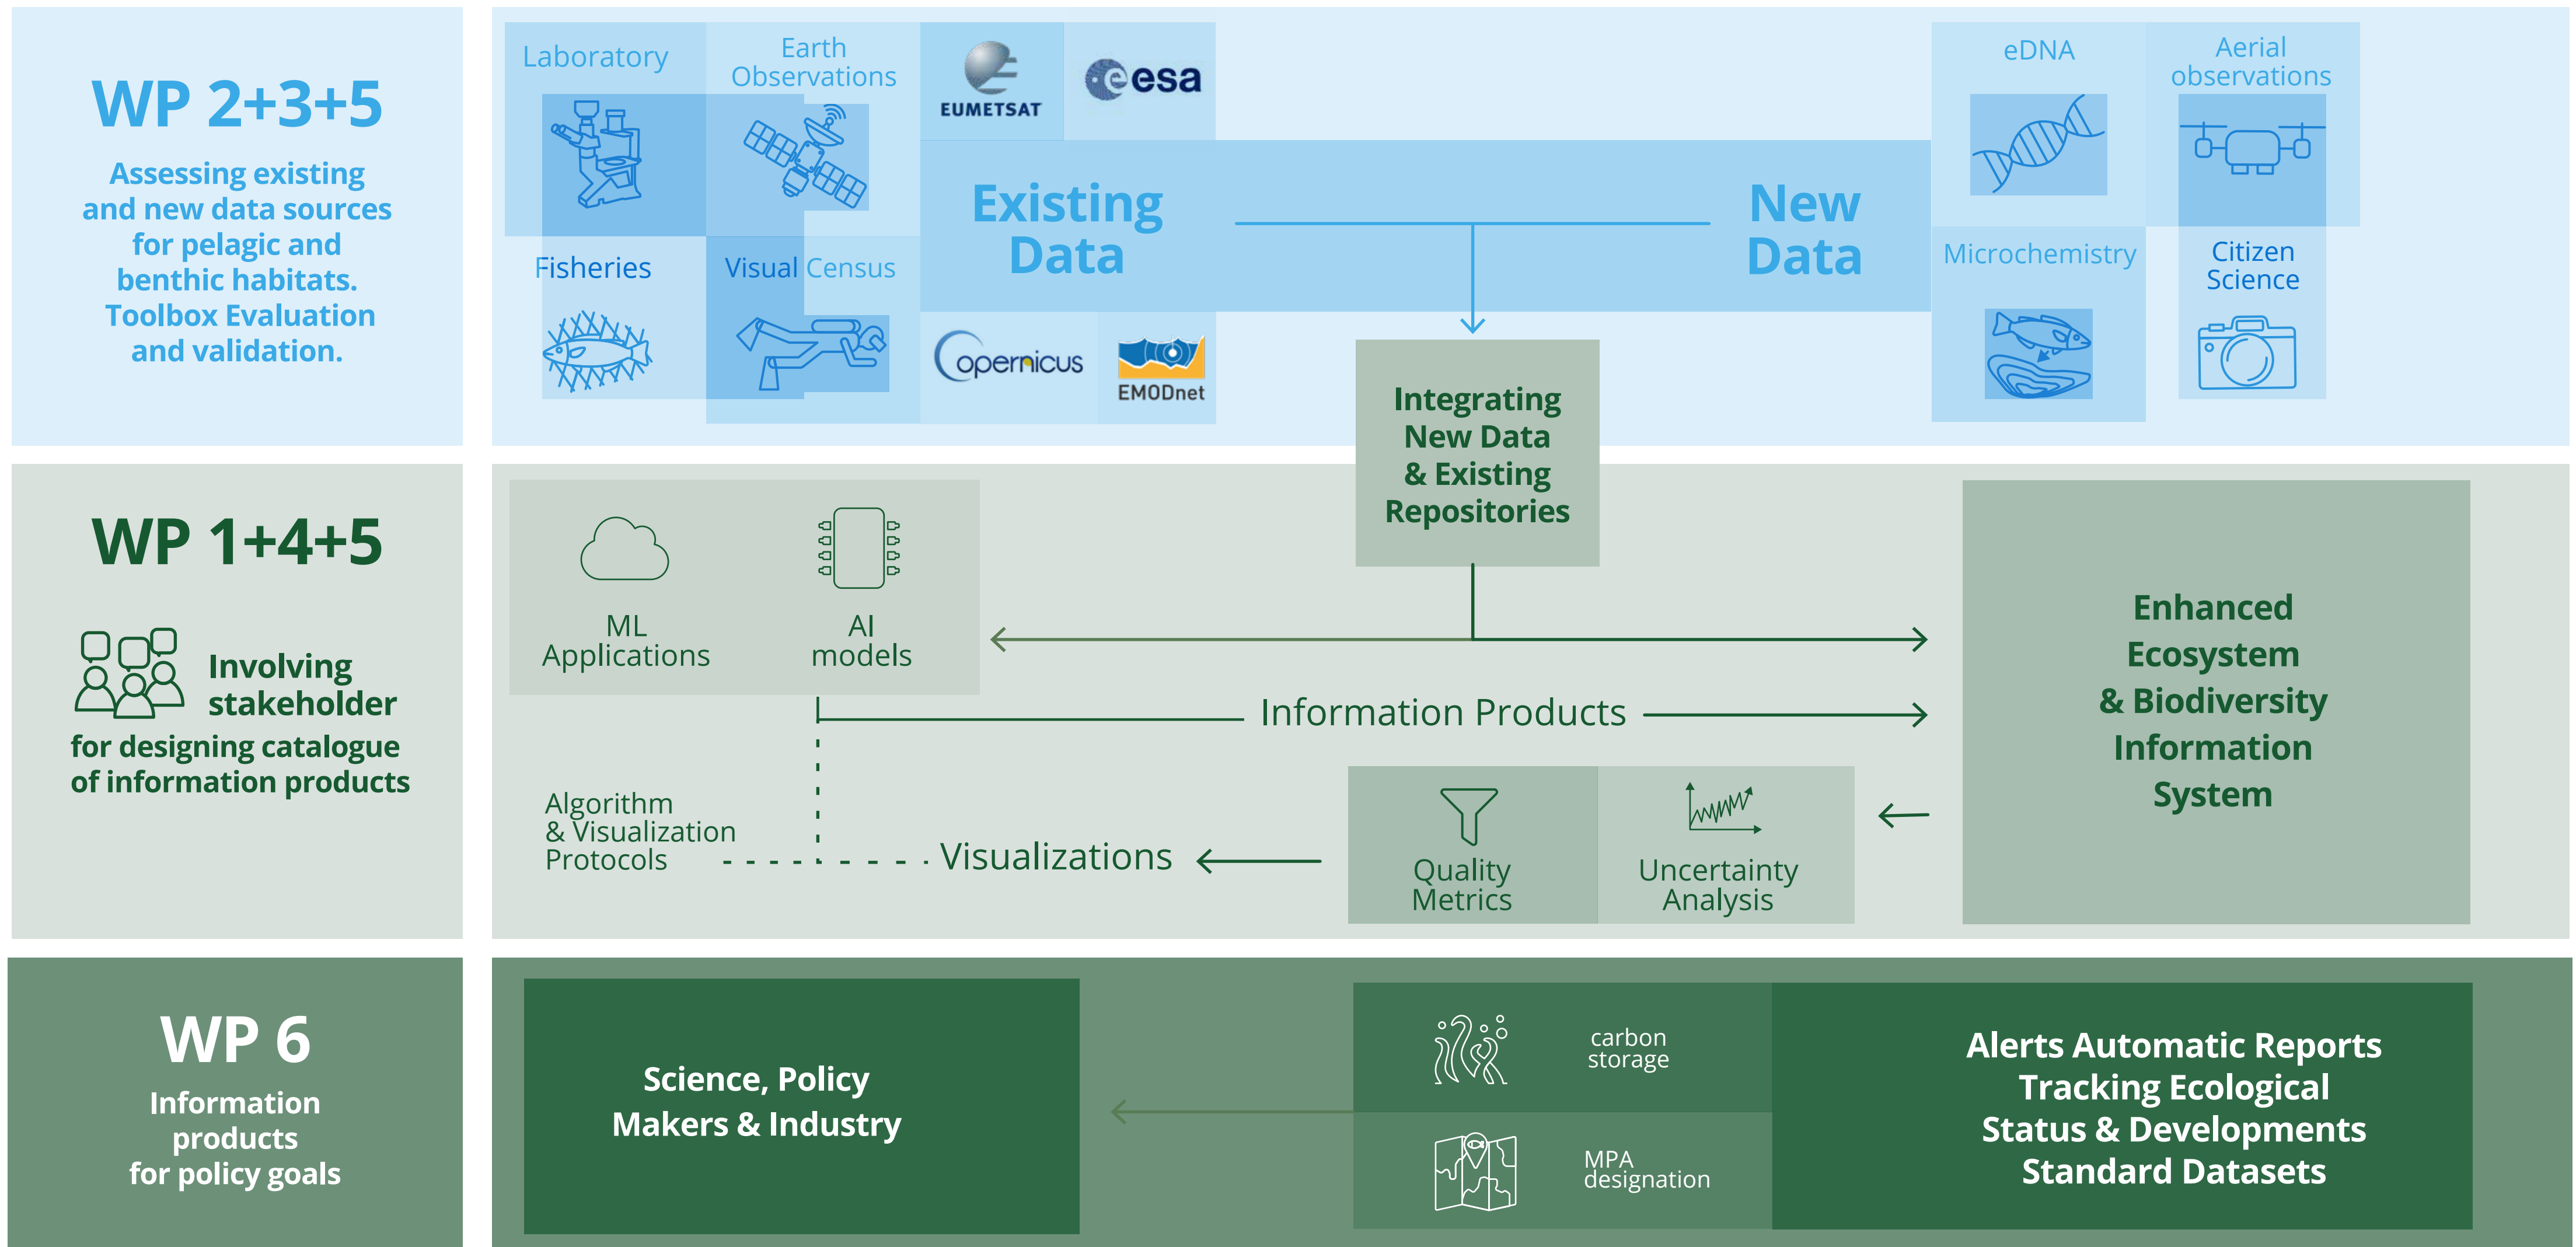 WP 2+3+5
Assessing existing
and new data sources
for pelagic and
benthic habitats.
Toolbox Evaluation
and validation.
Laboratory
Earth
Observations
EUMETSAT
esa
Fisheries
Visual Census
Existing
Data
Copernicus
EMODnet
New
Data
eDNA
Aerial
observations
Microchemistry
Citizen
Science
Integrating
New Data
& Existing
Repositories
WP 1+4+5
Involving
stakeholder
for designing catalogue
of information products
ML
Applications
AI
models
Information Products
Algorithm
& Visualization
Protocols
Visualizations
Quality
Metrics
Uncertainty
Analysis
Enhanced
Ecosystem
& Biodiversity
Information
System
WP 6
Information
products
for policy goals
Science, Policy
Makers & Industry
carbon
storage
MPA
designation
Alerts Automatic Reports
Tracking Ecological
Status & Developments
Standard Datasets